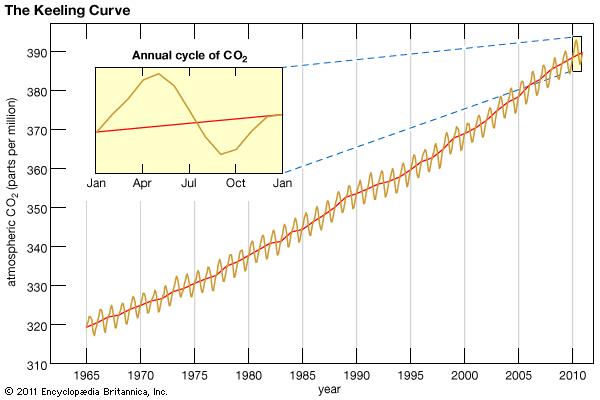 The Keeling Curve
Annual cycle of CO₂
Jan Apr Jul Oct Jan
atmospheric CO₂ (parts per million)
390
380
370
360
350
340
330
320
310
1965 1970 1975 1980 1985 1990 1995 2000 2005 2010
year
© 2011 Encyclopædia Britannica, Inc.